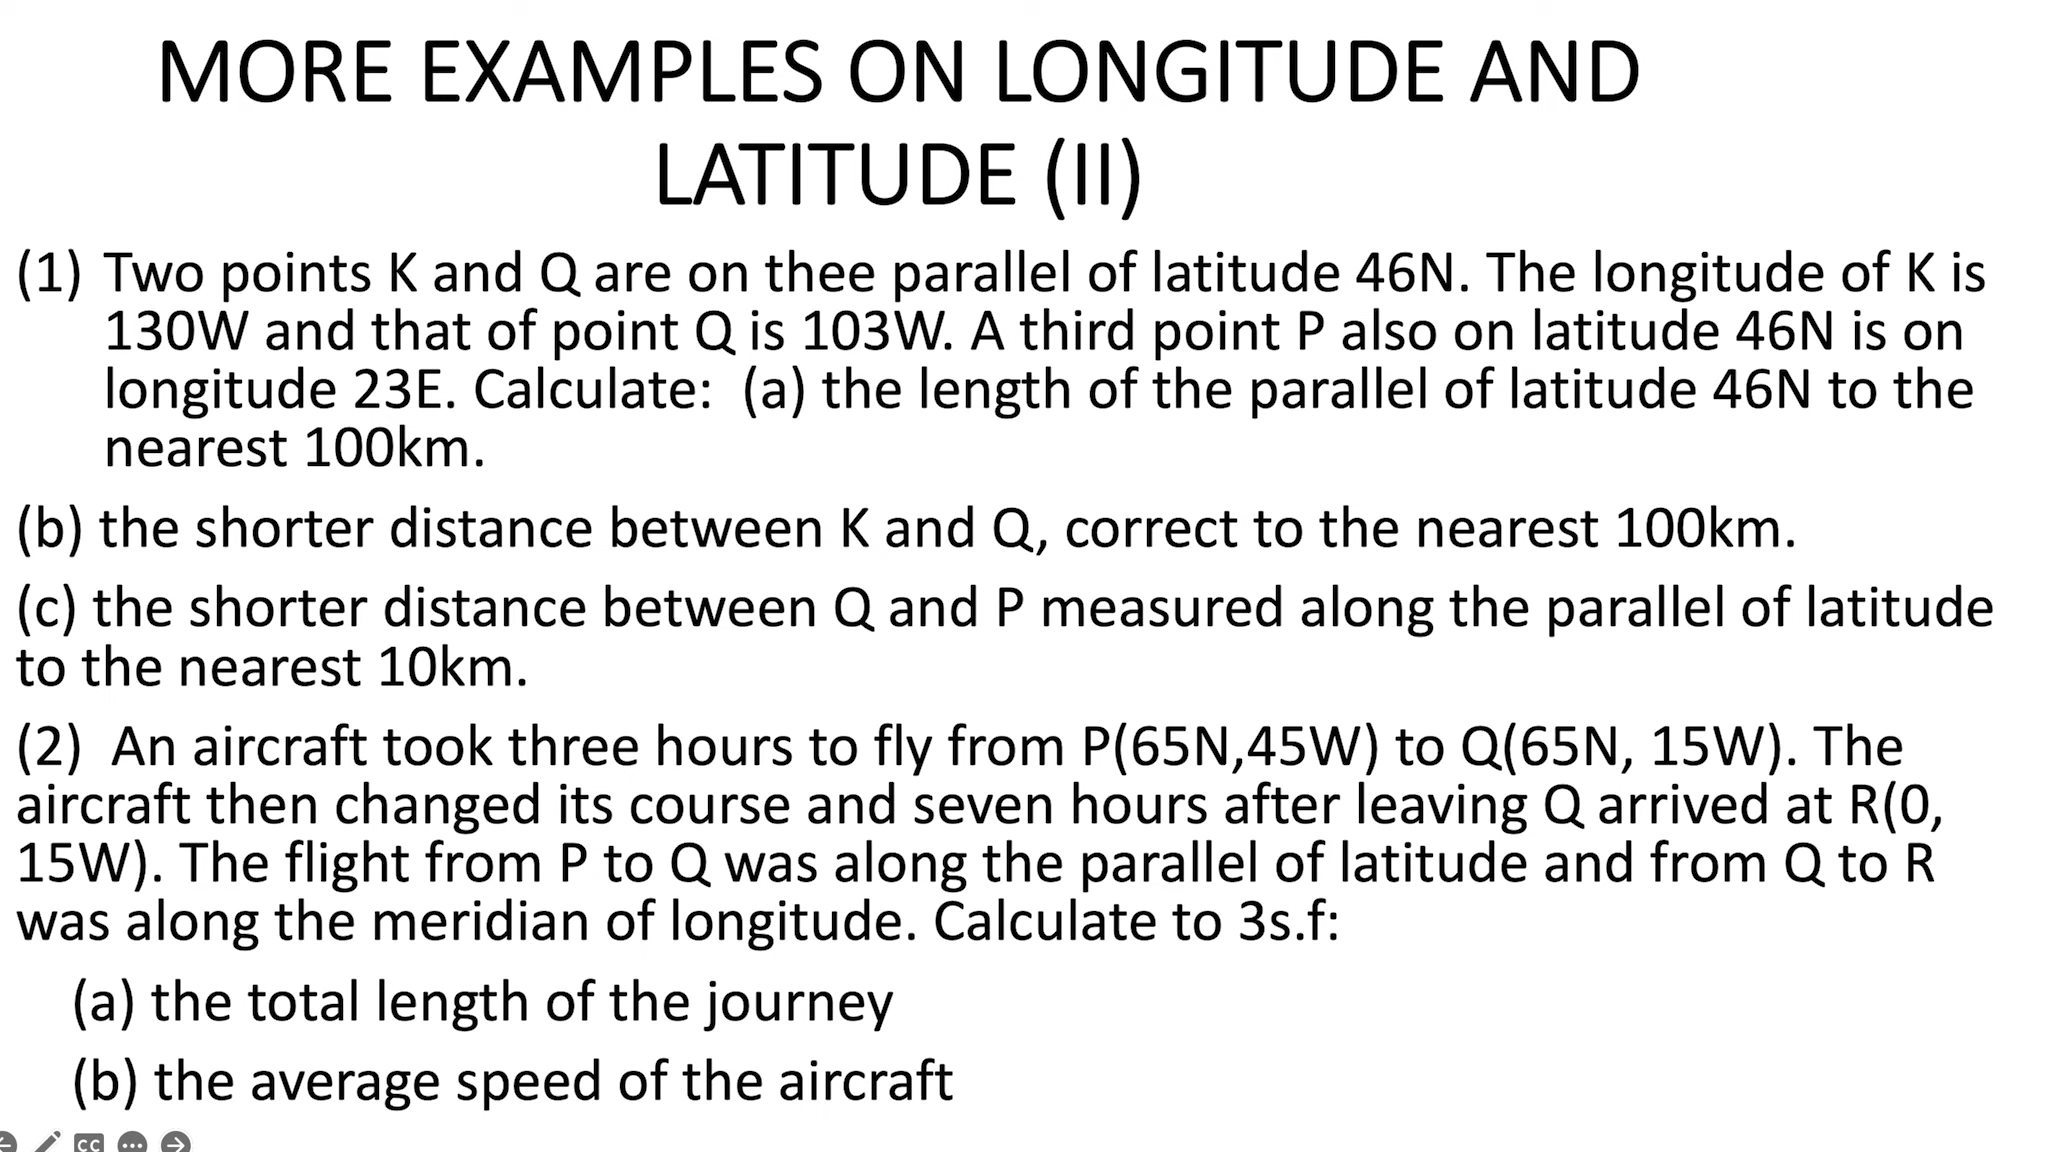 MORE EXAMPLES ON LONGITUDE AND
LATITUDE (II)
(1) Two points K and Q are on thee parallel of latitude 46N. The longitude of K is
130W and that of point Q is 103W. A third point P also on latitude 46N is on
longitude 23E. Calculate: (a) the length of the parallel of latitude 46N to the
nearest 100km.
(b) the shorter distance between K and Q, correct to the nearest 100km.
(c) the shorter distance between Q and P measured along the parallel of latitude
to the nearest 10km.
(2) An aircraft took three hours to fly from P(65N,45W) to Q(65N, 15W). The
aircraft then changed its course and seven hours after leaving Q arrived at R(0,
15W). The flight from P to Q was along the parallel of latitude and from Q to R
was along the meridian of longitude. Calculate to 3s.f:
(a) the total length of the journey
(b) the average speed of the aircraft
CC